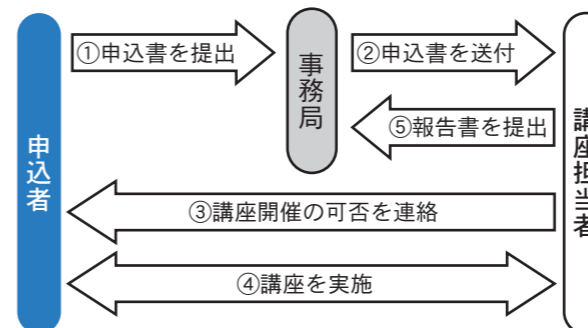 ①申込書を提出
事務局
②申込書を送付
⑤報告書を提出
申込者
講座担当者
③講座開催の可否を連絡
④講座を実施